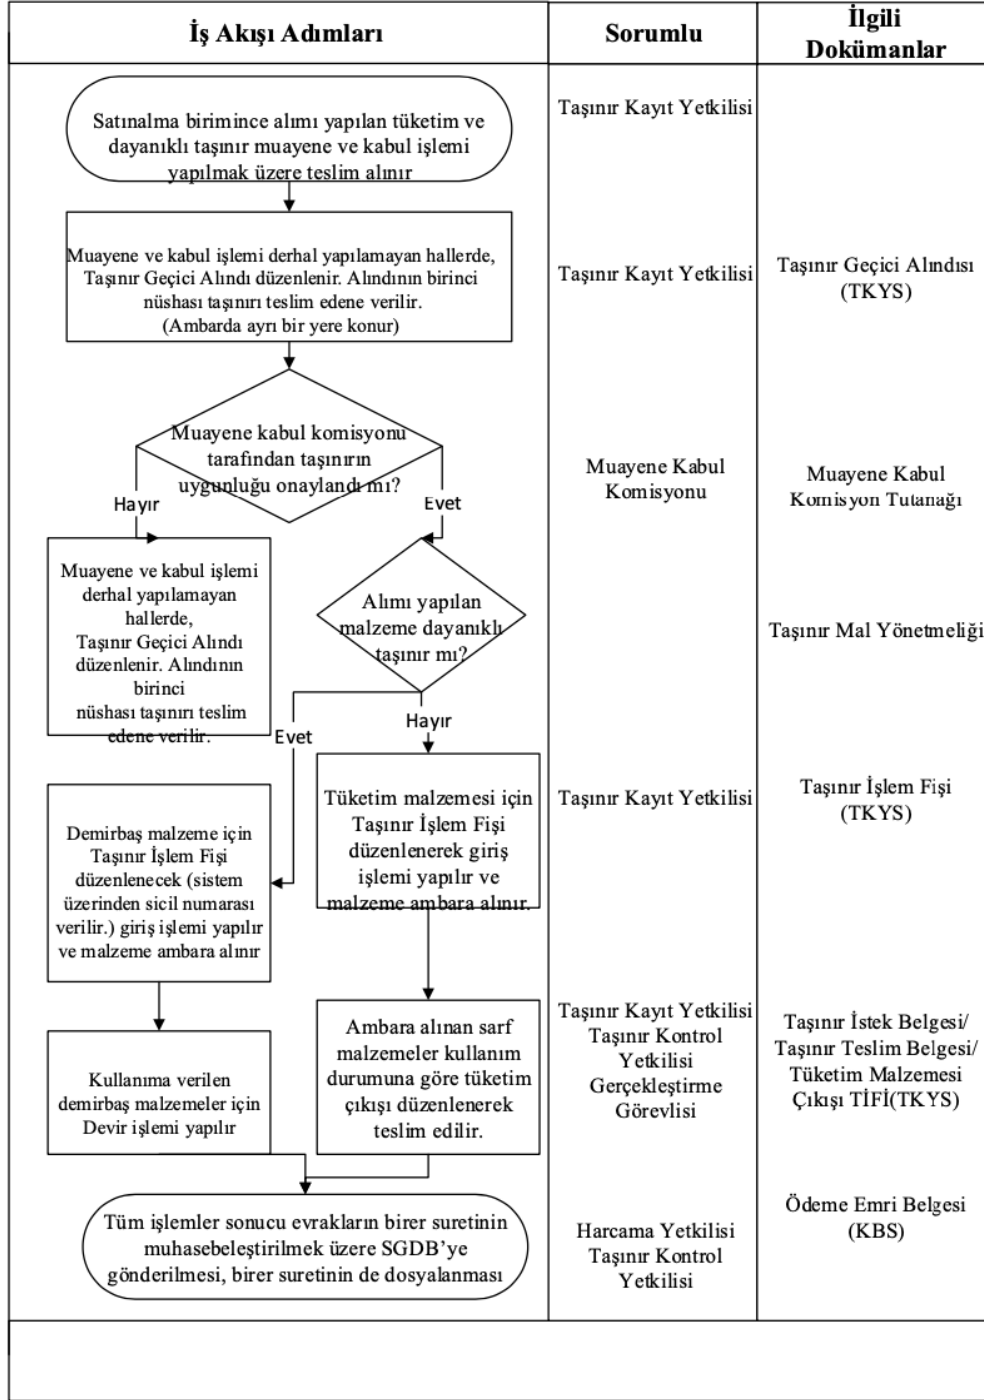 İş Akışı Adımları
Sorumlu
İlgili
Dokümanlar
Satınalma birimince alımı yapılan tüketim ve
dayanıklı taşınır muayene ve kabul işlemi
yapılmak üzere teslim alınır
Taşınır Kayıt Yetkilisi
Muayene ve kabul işlemi derhal yapılamayan hallerde,
Taşınır Geçici Alındı düzenlenir. Alındının birinci
nüshası taşınırı teslim edene verilir.
(Ambarda ayrı bir yere konur)
Taşınır Kayıt Yetkilisi
Taşınır Geçici Alındısı
(TKYS)
Muayene kabul komisyonu
tarafından taşınırın
uygunluğu onaylandı mı?
Hayır
Evet
Muayene Kabul
Komisyonu
Muayene Kabul
Komisyon Tutanağı
Muayene ve kabul işlemi
derhal yapılamayan
hallerde,
Taşınır Geçici Alındı
düzenlenir. Alındının
birinci
nüshası taşınırı teslim
edene verilir.
Alımı yapılan
malzeme dayanıklı
taşınır mı?
Taşınır Mal Yönetmeliği
Evet
Hayır
Demirbaş malzeme için
Taşınır İşlem Fişi
düzenlenecek (sistem
üzerinden sicil numarası
verilir.) giriş işlemi yapılır
ve malzeme ambara alınır
Tüketim malzemesi için
Taşınır İşlem Fişi
düzenlenerek giriş
işlemi yapılır ve
malzeme ambara alınır.
Taşınır Kayıt Yetkilisi
Taşınır İşlem Fişi
(TKYS)
Kullanıma verilen
demirbaş malzemeler için
Devir işlemi yapılır
Ambara alınan sarf
malzemeler kullanım
durumuna göre tüketim
çıkışı düzenlenerek
teslim edilir.
Taşınır Kayıt Yetkilisi
Taşınır Kontrol
Yetkilisi
Gerçekleştirme
Görevlisi
Taşınır İstek Belgesi/
Taşınır Teslim Belgesi/
Tüketim Malzemesi
Çıkışı TİFİ(TKYS)
Tüm işlemler sonucu evrakların birer suretinin
muhasebeleştirilmek üzere SGDB’ye
gönderilmesi, birer suretinin de dosyalanması
Harcama Yetkilisi
Taşınır Kontrol
Yetkilisi
Ödeme Emri Belgesi
(KBS)